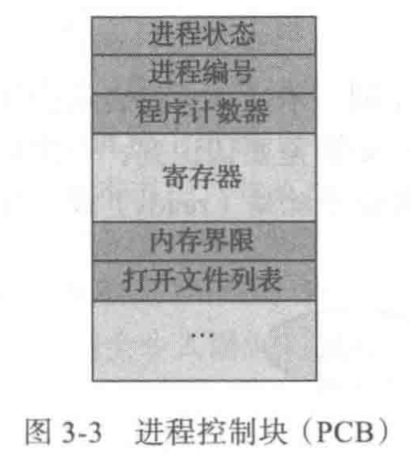 进程状态
进程编号
程序计数器
寄存器
内存界限
打开文件列表
…
图 3-3 进程控制块（PCB）